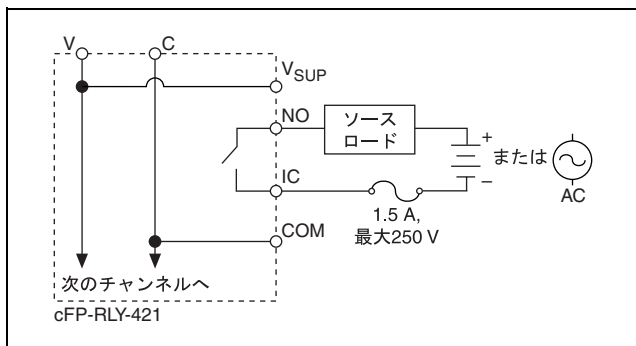 V
C
VSUP
NO
ソース
ロード
+
または
IC
–
AC
1.5 A,
最大250 V
COM
次のチャンネルへ
cFP-RLY-421